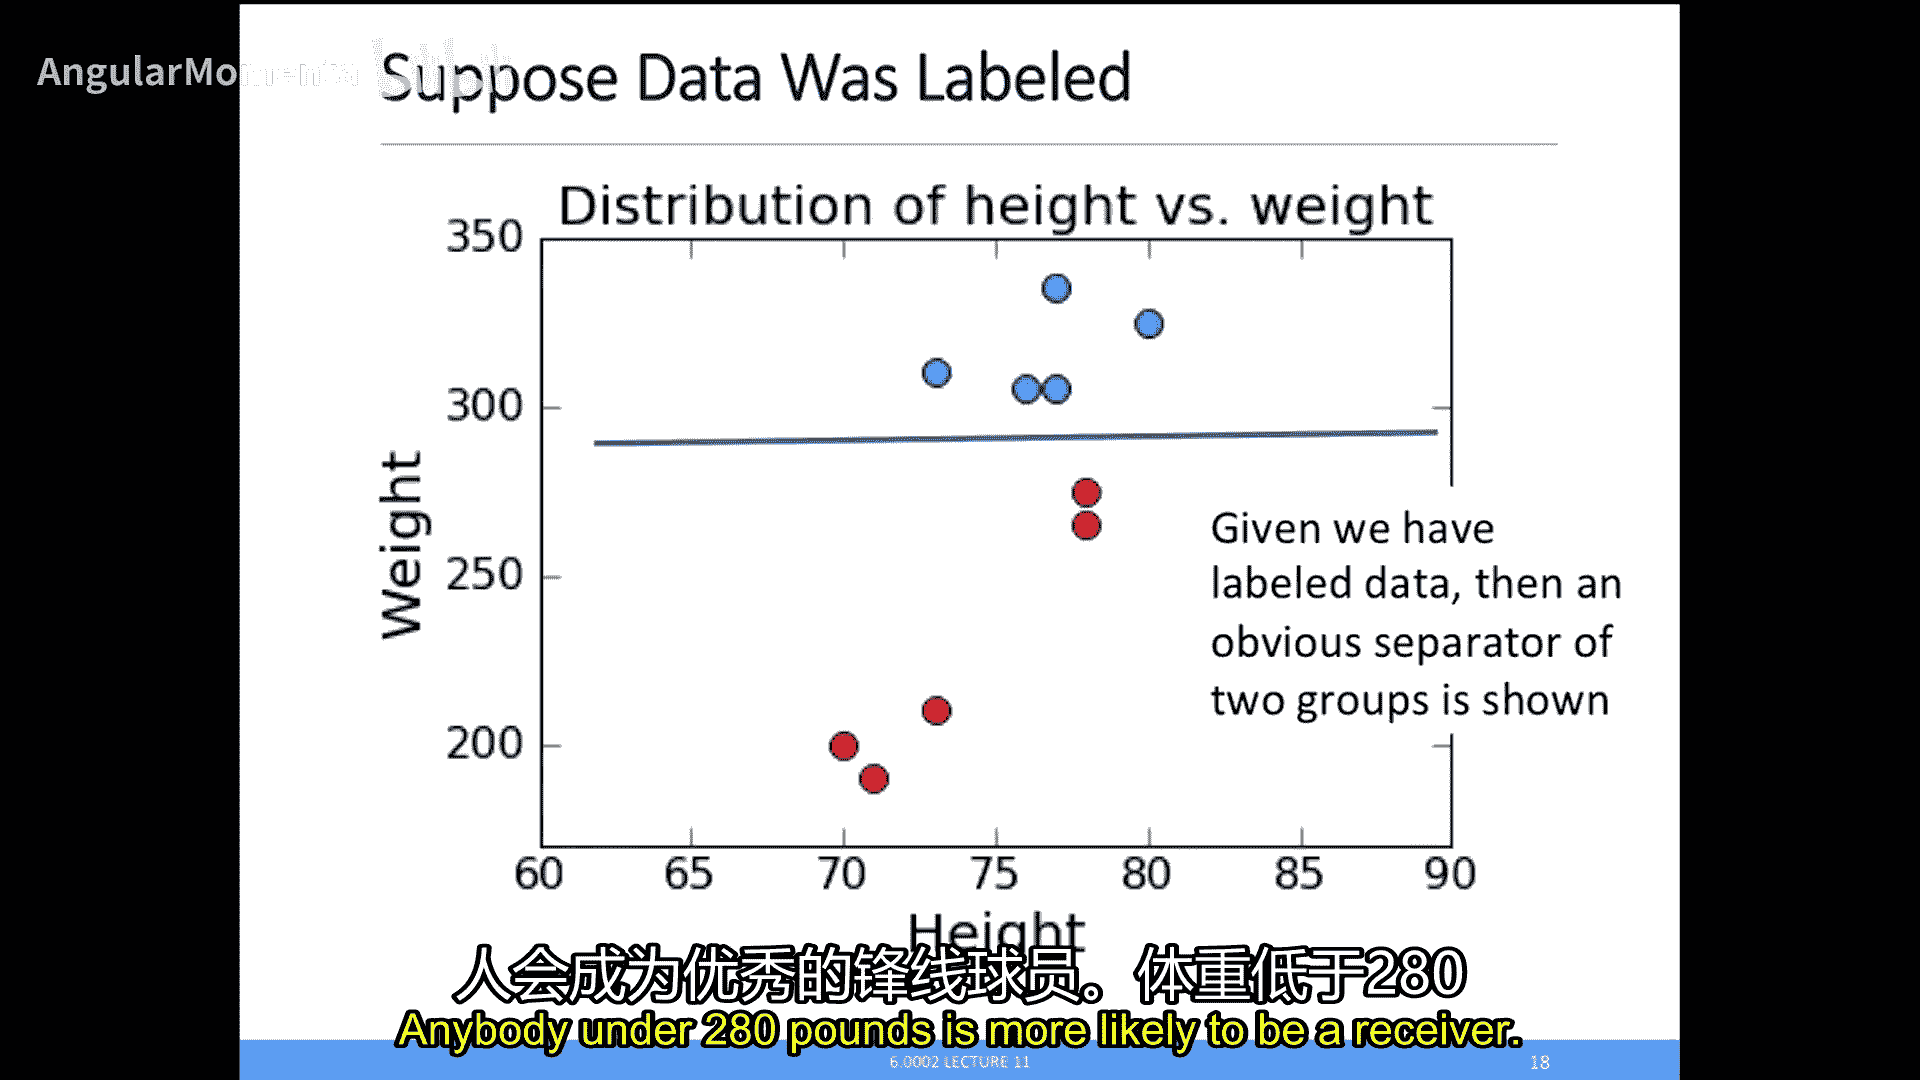 Suppose Data Was Labeled
Distribution of height vs. weight
350
300
250
200
Weight
60 65 70 75 80 85 90
Height
Given we have
labeled data, then an
obvious separator of
two groups is shown
人会成为优秀的锋线球员。体重低于280
Anybody under 280 pounds is more likely to be a receiver.
6.0002 LECTURE 11
18